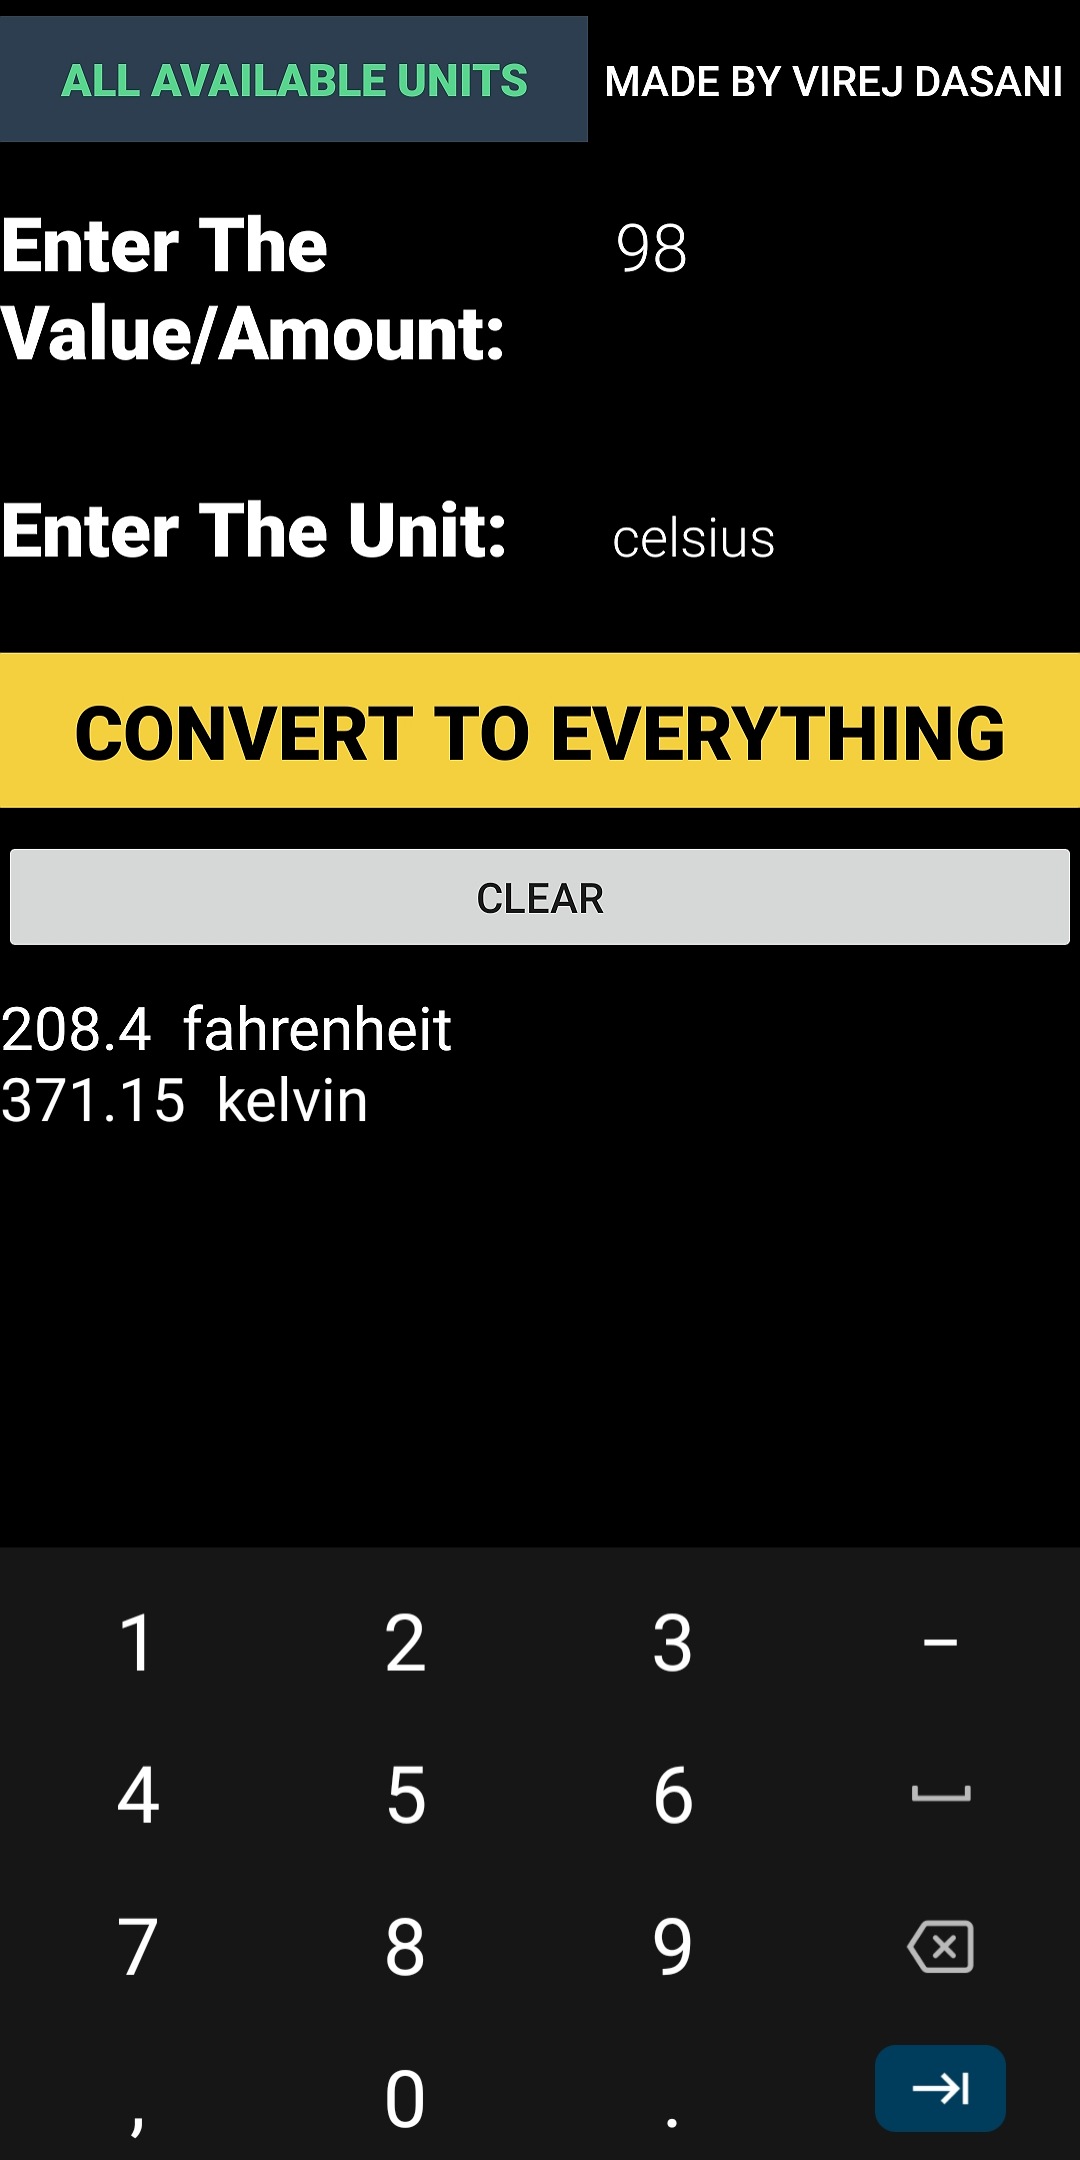 ALL AVAILABLE UNITS
MADE BY VIREJ DASANI
Enter The
Value/Amount:
98
Enter The Unit:
celsius
CONVERT TO EVERYTHING
CLEAR
208.4 fahrenheit
371.15 kelvin
1 2 3 –
4 5 6
7 8 9
, 0 .